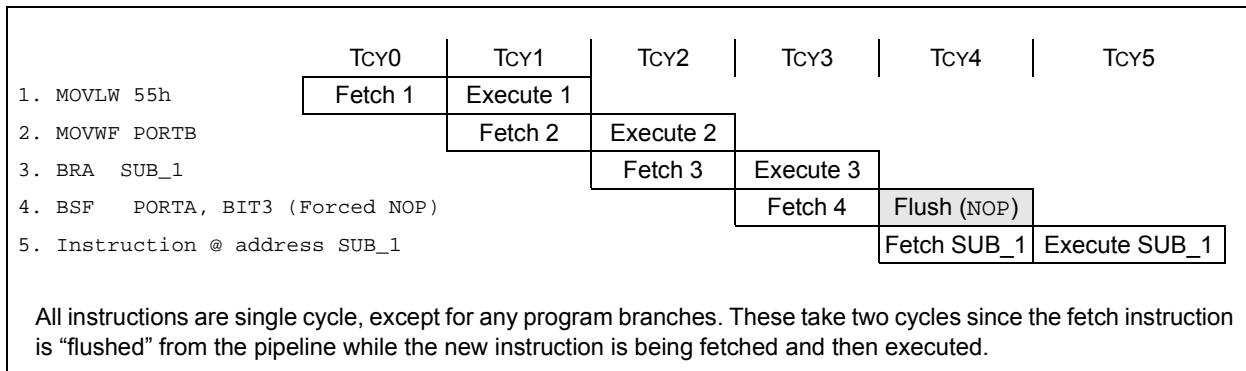 TCY0 TCY1 TCY2 TCY3 TCY4 TCY5
1. MOVLW 55h Fetch 1 Execute 1
2. MOVWF PORTB Fetch 2 Execute 2
3. BRA SUB_1 Fetch 3 Execute 3
4. BSF PORTA, BIT3 (Forced NOP) Fetch 4 Flush (NOP)
5. Instruction @ address SUB_1 Fetch SUB_1 Execute SUB_1
All instructions are single cycle, except for any program branches. These take two cycles since the fetch instruction
is “flushed” from the pipeline while the new instruction is being fetched and then executed.